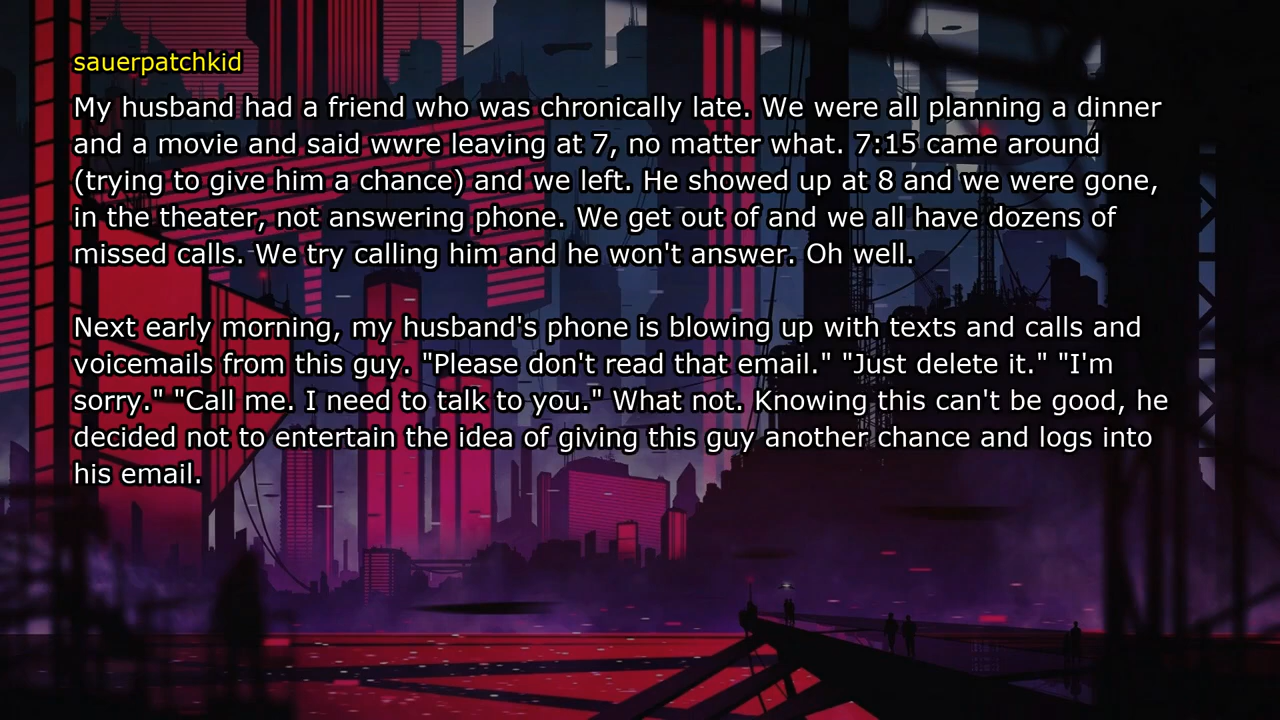 sauerpatchkid
My husband had a friend who was chronically late. We were all planning a dinner
and a movie and said wwre leaving at 7, no matter what. 7:15 came around
(trying to give him a chance) and we left. He showed up at 8 and we were gone,
in the theater, not answering phone. We get out of and we all have dozens of
missed calls. We try calling him and he won't answer. Oh well.
Next early morning, my husband's phone is blowing up with texts and calls and
voicemails from this guy. "Please don't read that email." "Just delete it." "I'm
sorry." "Call me. I need to talk to you." What not. Knowing this can't be good, he
decided not to entertain the idea of giving this guy another chance and logs into
his email.